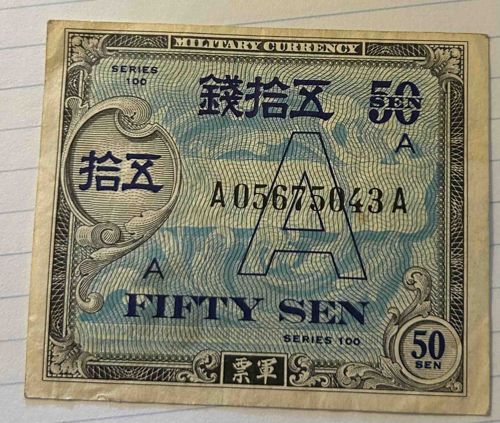 MILITARY CURRENCY
SERIES
100
錢拾五
50
SEN
A
拾五
A05675043A
A
A
FIFTY SEN
SERIES 100
票軍
50
SEN